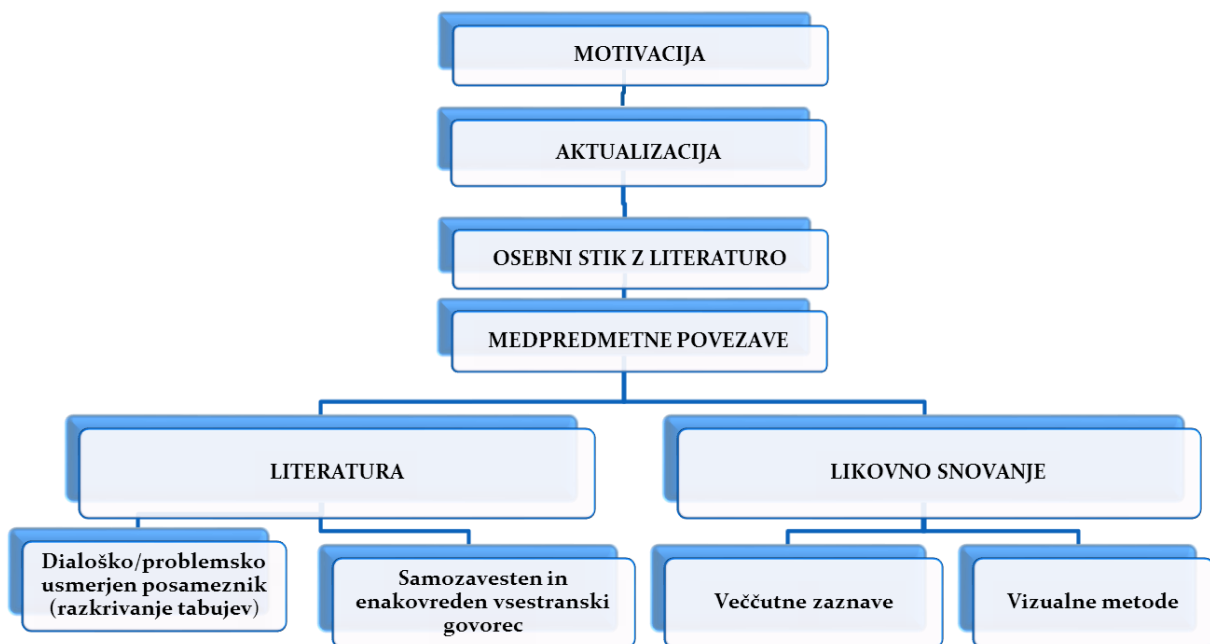 MOTIVACIJA
AKTUALIZACIJA
OSEBNI STIK Z LITERATURO
MEDPREDMETNE POVEZAVE
LITERATURA
LIKOVNO SNOVANJE
Dialoško/problemsko
usmerjen posameznik
(razkrivanje tabujev)
Samozavesten in
enakovreden vsestranski
govorec
Veččutne zaznave
Vizualne metode